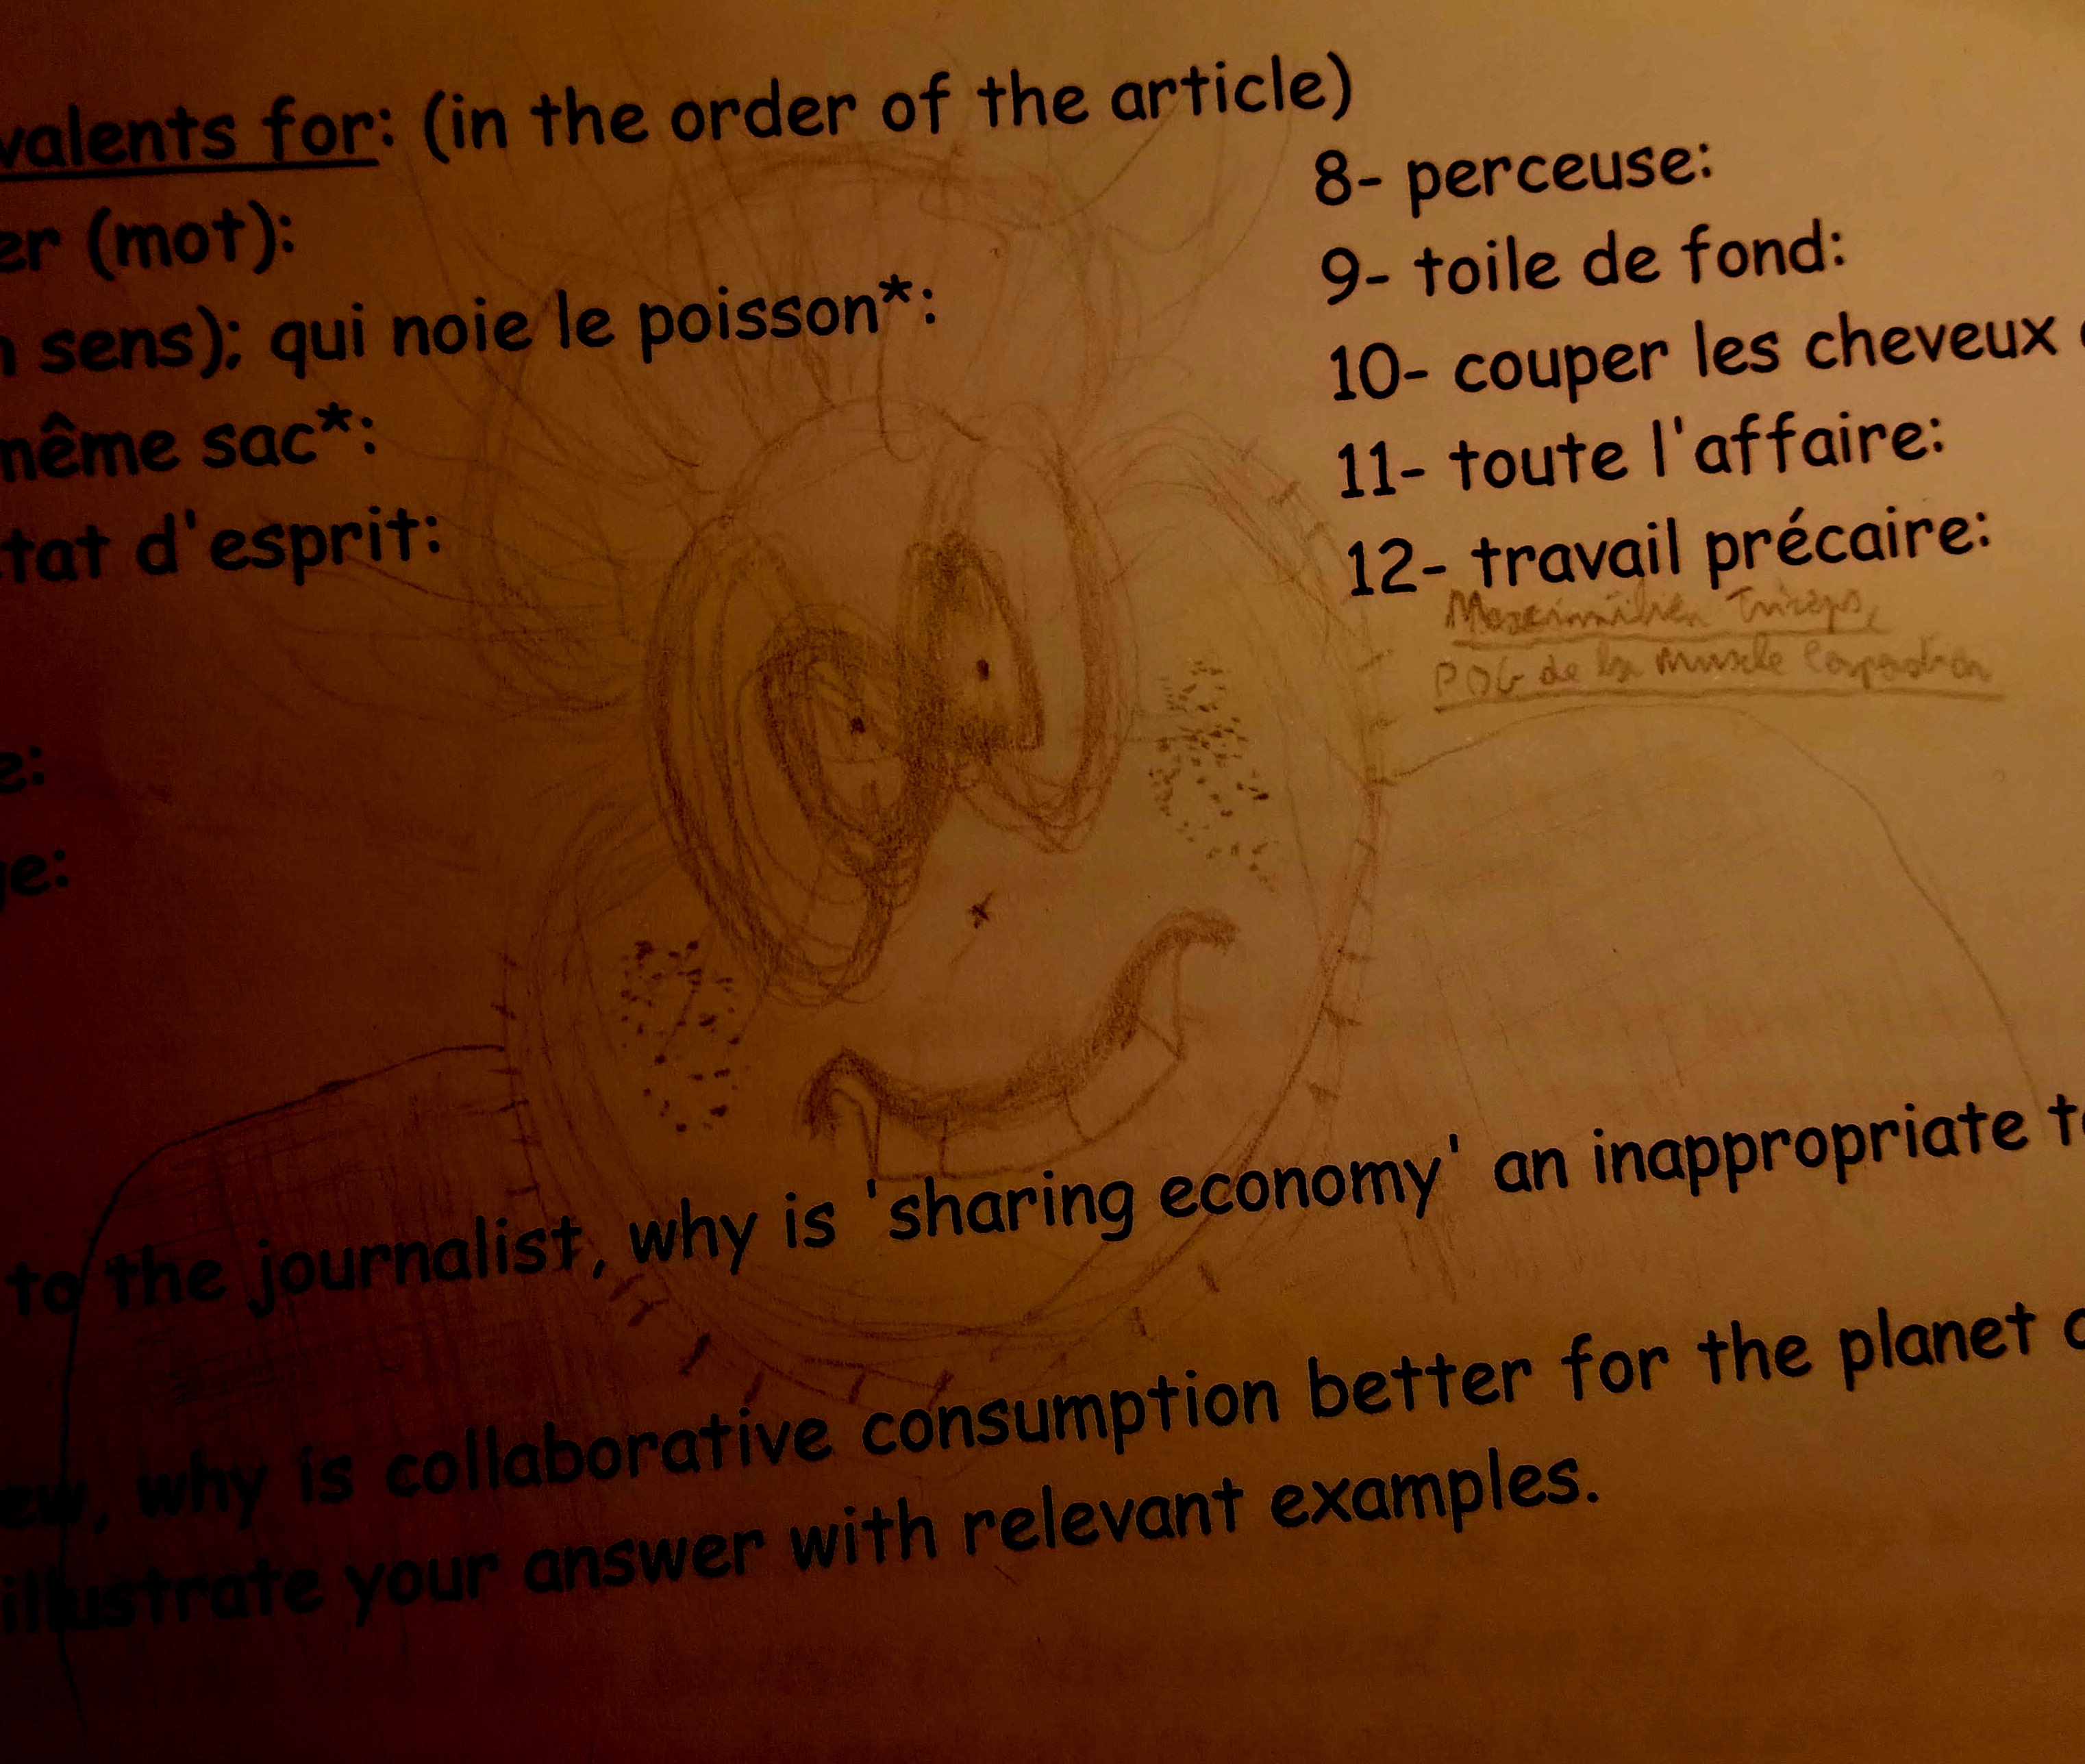 valents for: (in the order of the article)
er (mot):
n sens); qui noie le poisson*:
même sac*:
tat d'esprit:
e:
ge:
8- perceuse:
9- toile de fond:
10- couper les cheveux
11- toute l'affaire:
12- travail précaire:
Maximilien Triceps,
PDG de la Muscle Corporation
to the journalist, why is 'sharing economy' an inappropriate
ew, why is collaborative consumption better for the planet
illustrate your answer with relevant examples.